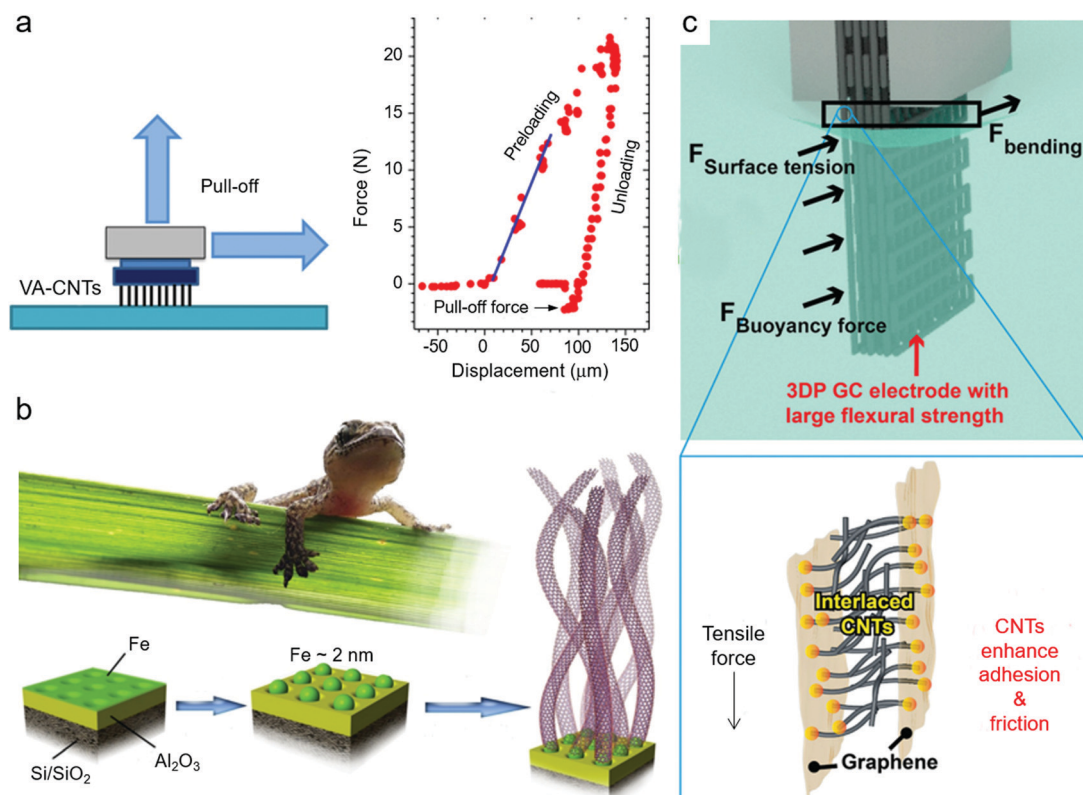 a
Pull-off
VA-CNTs
Force (N)
20
15
10
5
0
-50
0
50
100
150
Displacement (μm)
Preloading
Unloading
Pull-off force
b
Fe
Fe ~ 2 nm
Al₂O₃
Si/SiO₂
c
F bending
F Surface tension
F Buoyancy force
3DP GC electrode with
large flexural strength
Interlaced
CNTs
Tensile
force
CNTs
enhance
adhesion
&
friction
Graphene